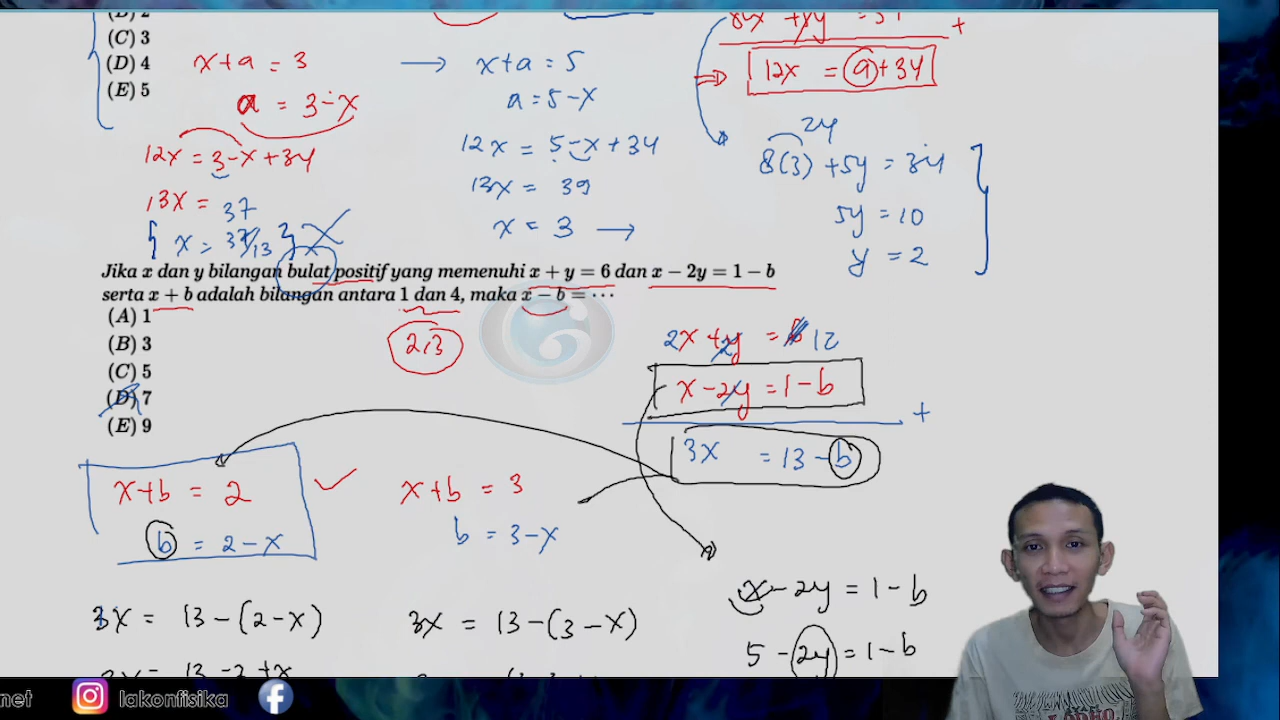 (C) 3
(D) 4
(E) 5
x+a = 3
a = 3-x
12x = 3-x+34
13x = 37
x = 37/13
x+a = 5
a = 5-x
12x = 5-x+34
13x = 39
x = 3
+
12x = a+34
24
8(3) +5y = 34
5y = 10
y = 2
Jika x dan y bilangan bulat positif yang memenuhi x + y = 6 dan x − 2y = 1 − b
serta x + b adalah bilangan antara 1 dan 4, maka x − b = ⋯
(A) 1
(B) 3
(C) 5
(D) 7
(E) 9
2,3
2x + 2y = 12
x - 2y = 1 - b
+
3x = 13 - b
x+b = 2
b = 2 - x
x+b = 3
b = 3-x
3x = 13 - (2 - x)
3x = 13 - (3 - x)
x - 2y = 1 - b
5 - 2y = 1 - b
lakonfisika